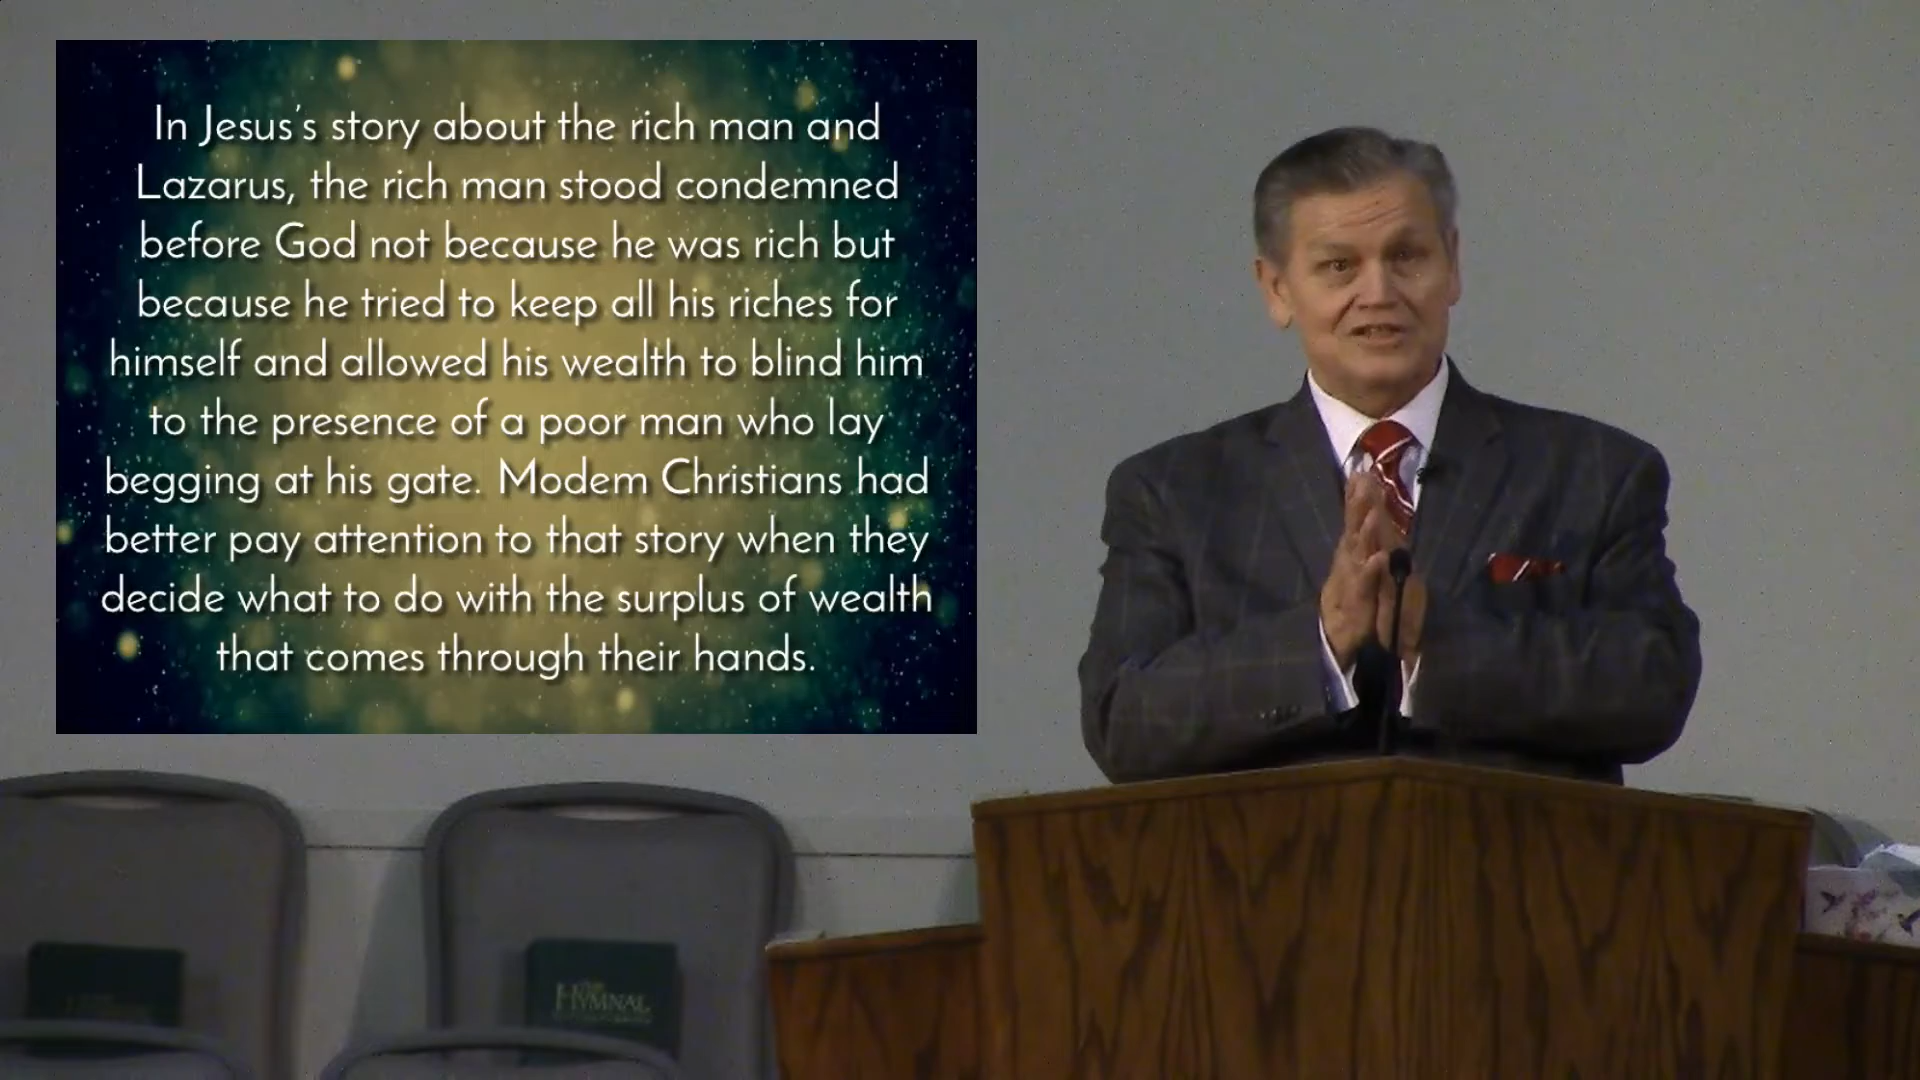 In Jesus's story about the rich man and
Lazarus, the rich man stood condemned
before God not because he was rich but
because he tried to keep all his riches for
himself and allowed his wealth to blind him
to the presence of a poor man who lay
begging at his gate. Modem Christians had
better pay attention to that story when they
decide what to do with the surplus of wealth
that comes through their hands.
THE
HYMNAL